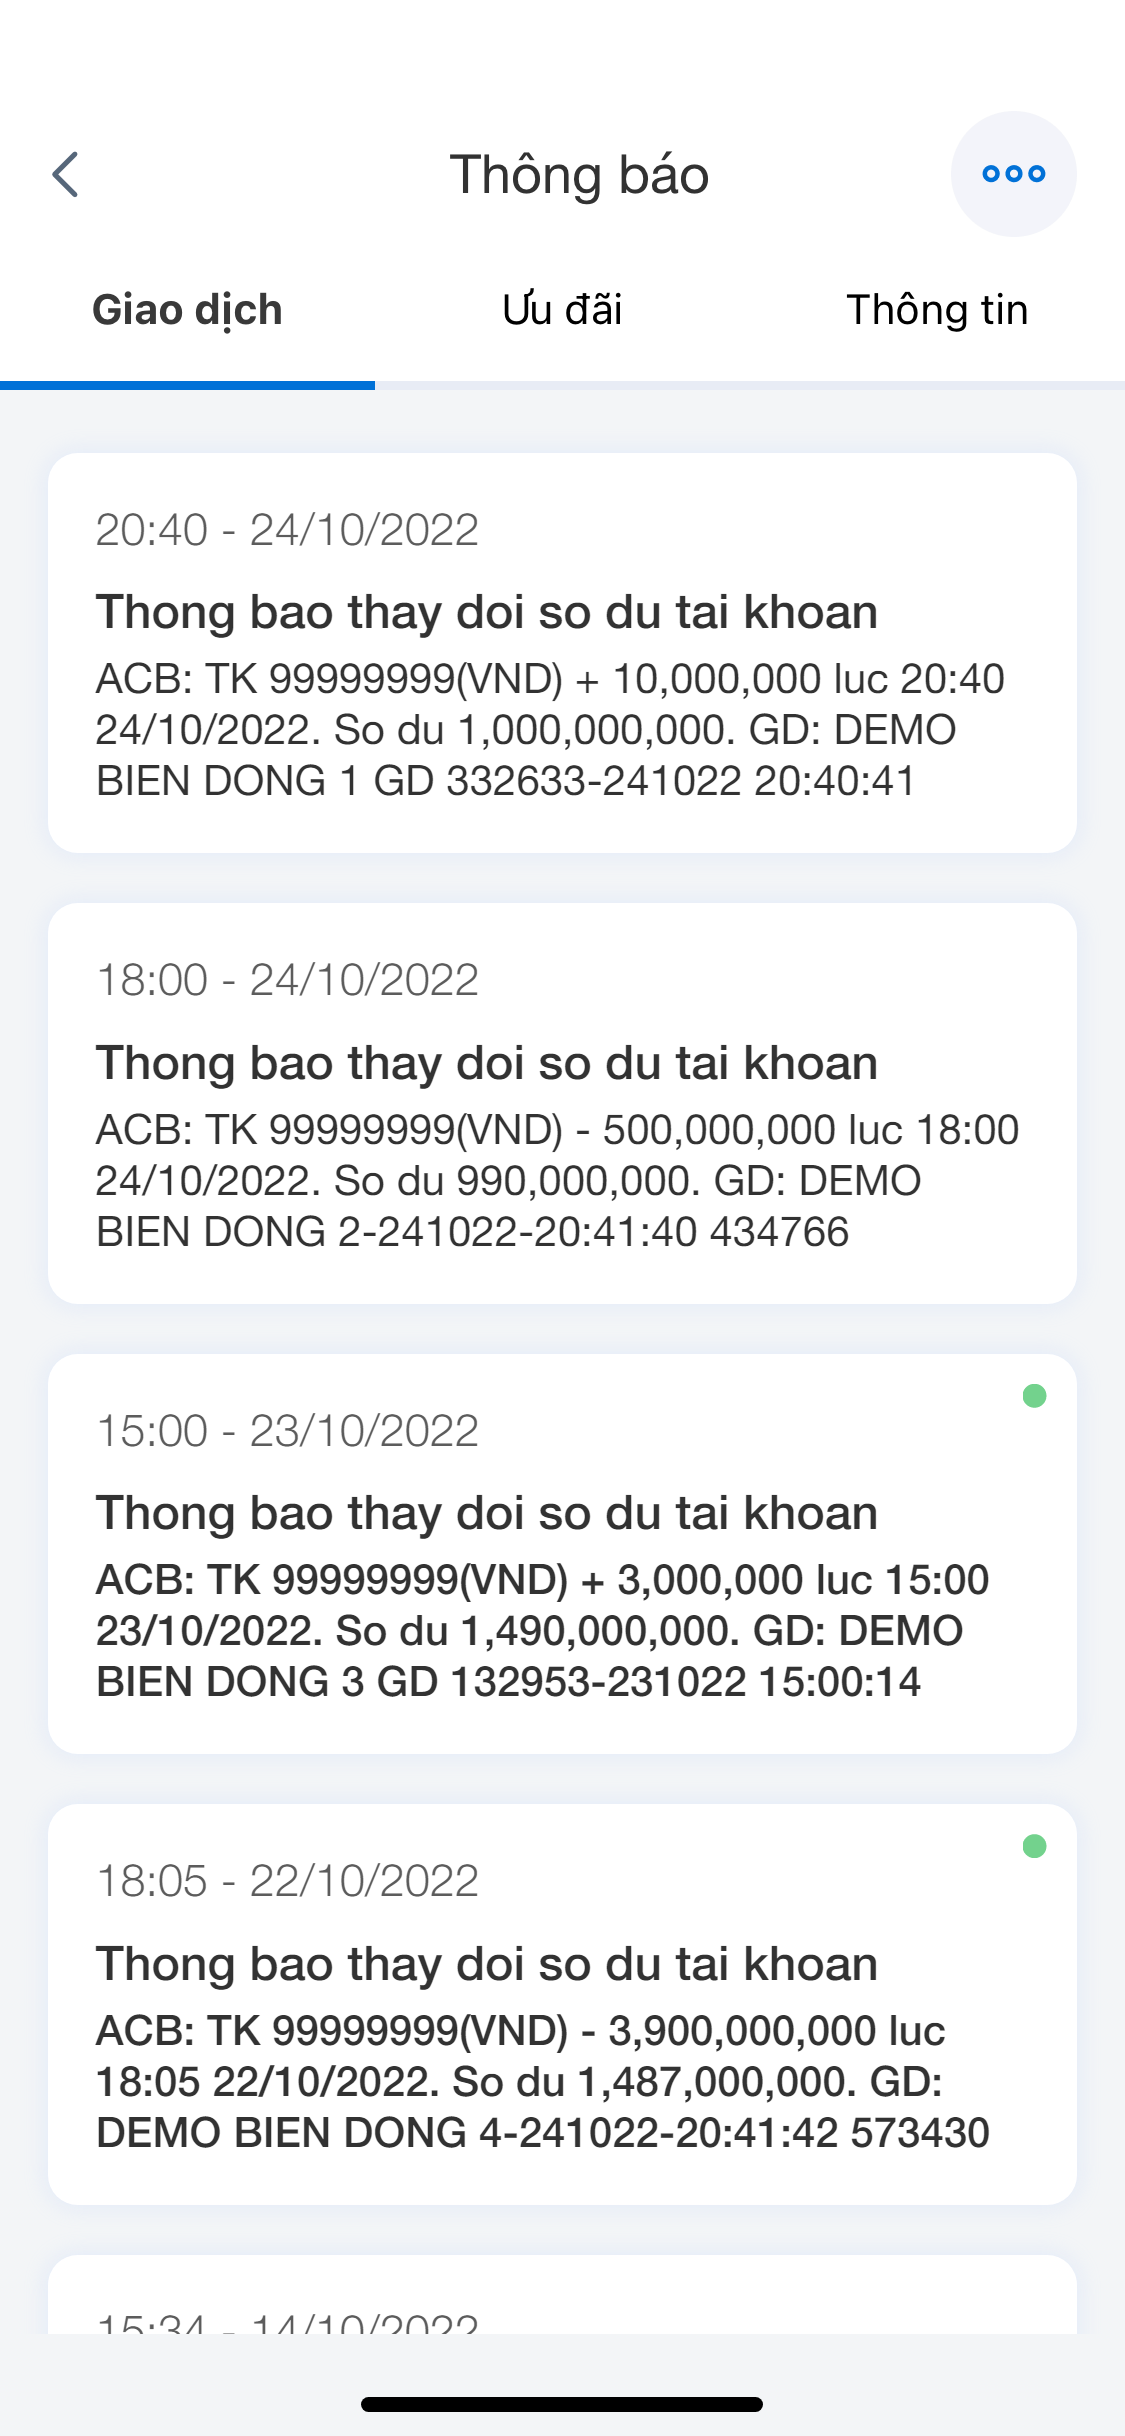 Thông báo
Giao dịch
Ưu đãi
Thông tin
20:40 - 24/10/2022
Thong bao thay doi so du tai khoan
ACB: TK 99999999(VND) + 10,000,000 luc 20:40
24/10/2022. So du 1,000,000,000. GD: DEMO
BIEN DONG 1 GD 332633-241022 20:40:41
18:00 - 24/10/2022
Thong bao thay doi so du tai khoan
ACB: TK 99999999(VND) - 500,000,000 luc 18:00
24/10/2022. So du 990,000,000. GD: DEMO
BIEN DONG 2-241022-20:41:40 434766
15:00 - 23/10/2022
Thong bao thay doi so du tai khoan
ACB: TK 99999999(VND) + 3,000,000 luc 15:00
23/10/2022. So du 1,490,000,000. GD: DEMO
BIEN DONG 3 GD 132953-231022 15:00:14
18:05 - 22/10/2022
Thong bao thay doi so du tai khoan
ACB: TK 99999999(VND) - 3,900,000,000 luc
18:05 22/10/2022. So du 1,487,000,000. GD:
DEMO BIEN DONG 4-241022-20:41:42 573430
15:34 - 14/10/2022